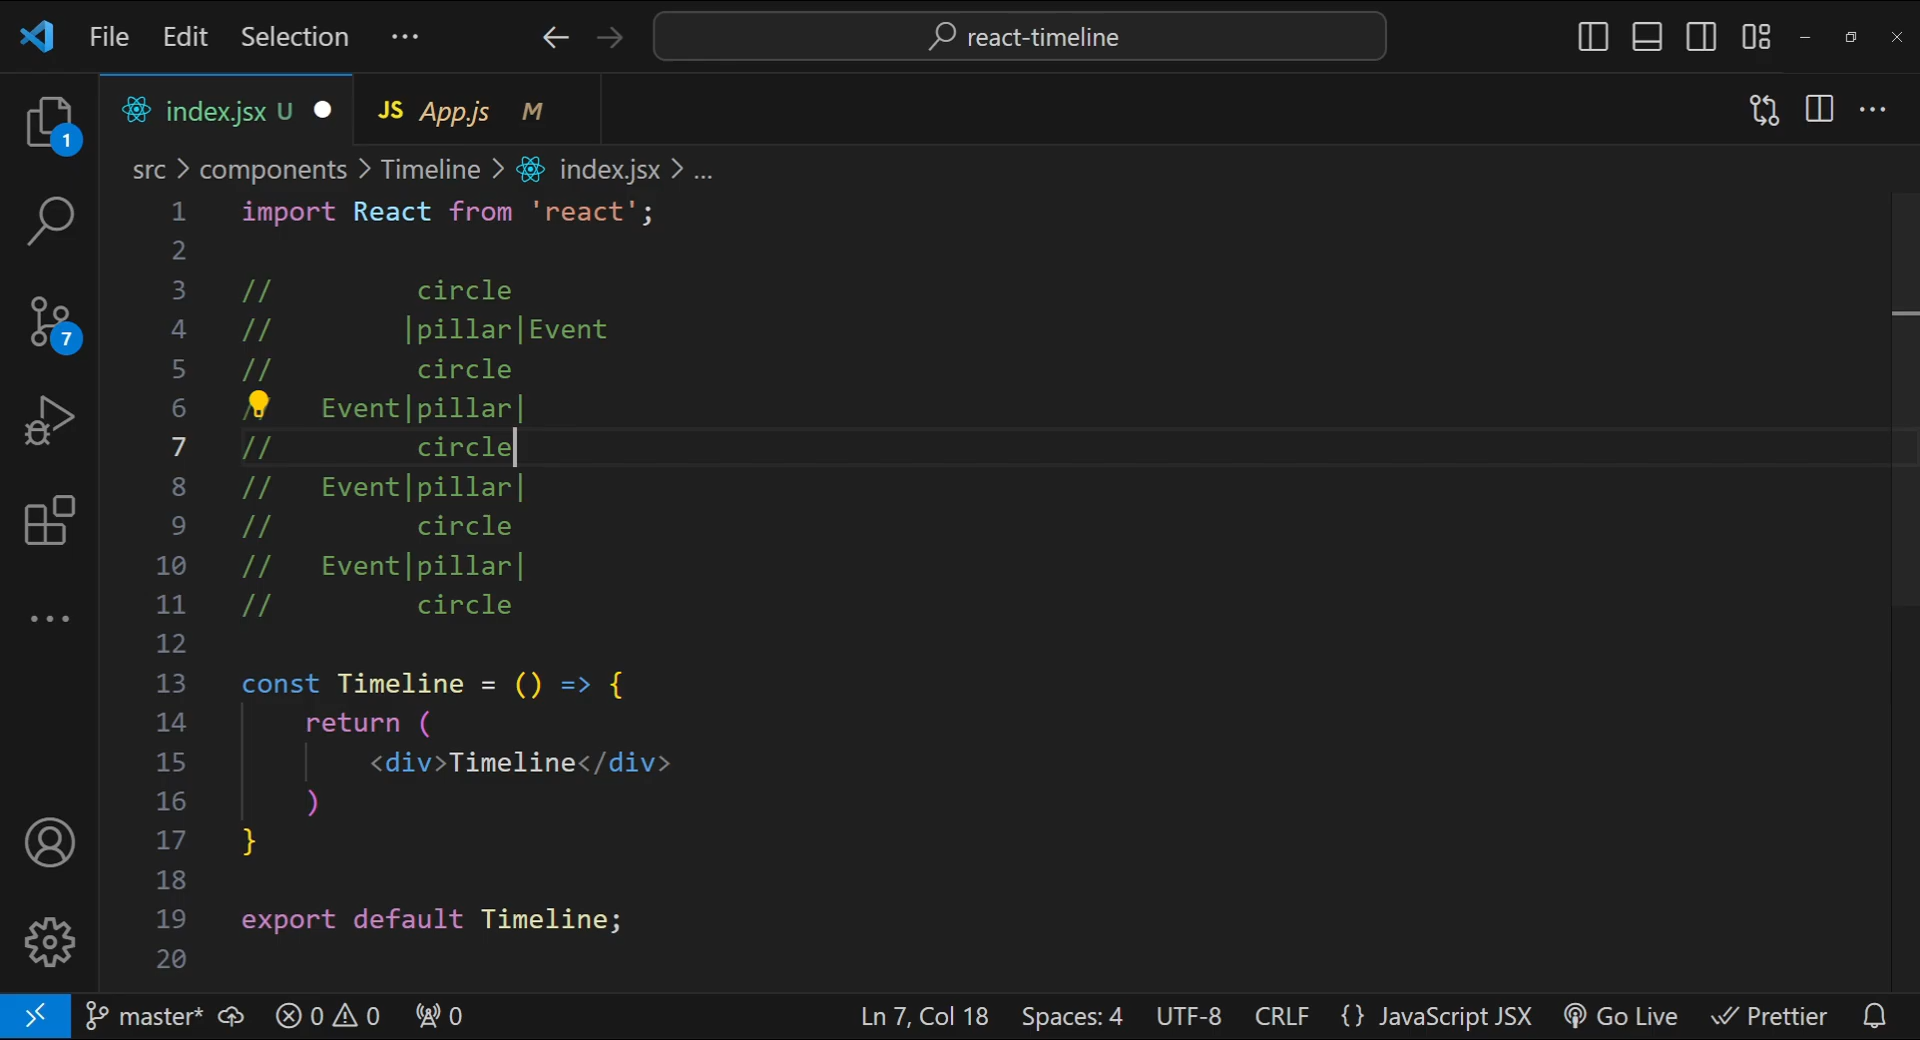 File Edit Selection ··· react-timeline
index.jsx U JS App.js M
src > components > Timeline > index.jsx > ...
1 import React from 'react';
2
3 //         circle
4 //        |pillar|Event
5 //         circle
6 //   Event|pillar|
7 //         circle
8 //   Event|pillar|
9 //         circle
10 //   Event|pillar|
11 //         circle
12
13 const Timeline = () => {
14     return (
15         <div>Timeline</div>
16     )
17 }
18
19 export default Timeline;
20
1
7
master* 0 0 0 Ln 7, Col 18 Spaces: 4 UTF-8 CRLF {} JavaScript JSX Go Live Prettier